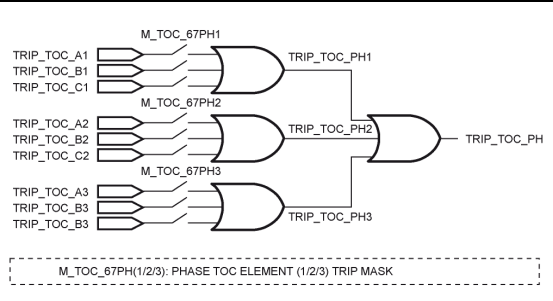 M_TOC_67PH1
TRIP_TOC_A1
TRIP_TOC_B1
TRIP_TOC_C1
TRIP_TOC_PH1
M_TOC_67PH2
TRIP_TOC_A2
TRIP_TOC_B2
TRIP_TOC_C2
TRIP_TOC_PH2
TRIP_TOC_PH
M_TOC_67PH3
TRIP_TOC_A3
TRIP_TOC_B3
TRIP_TOC_B3
TRIP_TOC_PH3
M_TOC_67PH(1/2/3): PHASE TOC ELEMENT (1/2/3) TRIP MASK